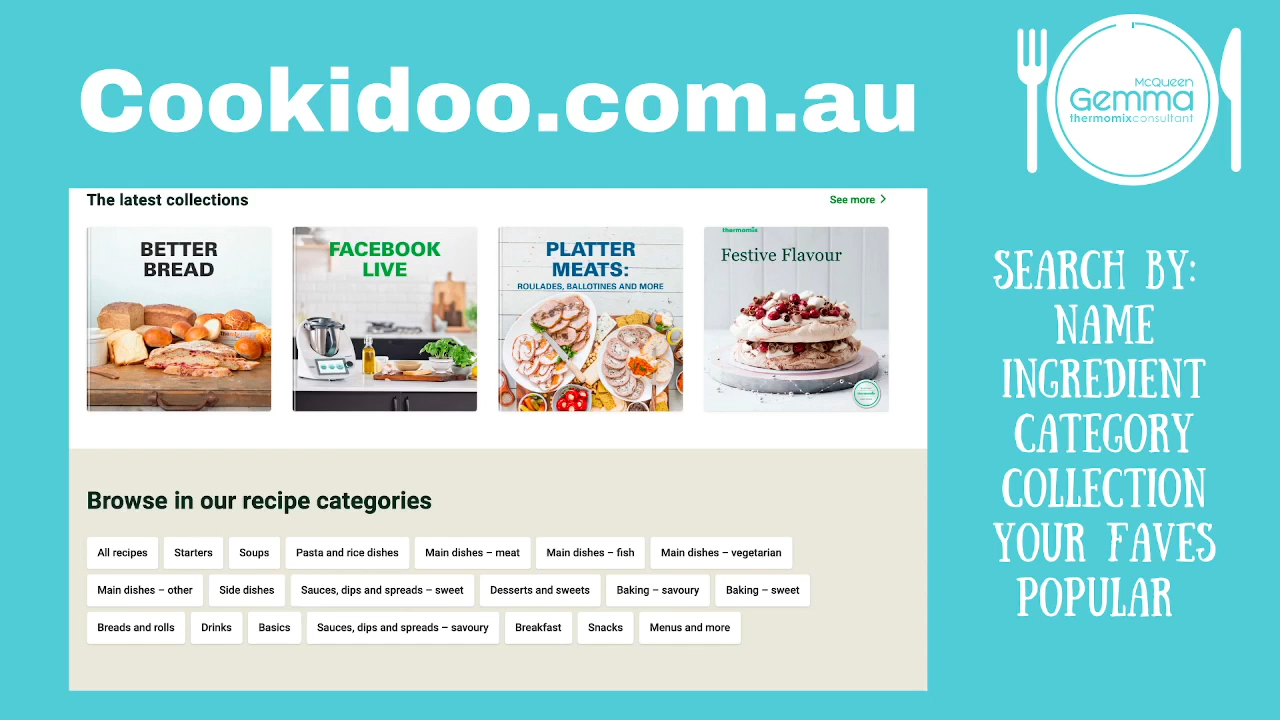 Cookidoo.com.au
McQueen
Gemma
thermomixconsultant
The latest collections
See more
BETTER
BREAD
FACEBOOK
LIVE
PLATTER
MEATS:
ROULADES, BALLOTINES AND MORE
thermomix
Festive Flavour
SEARCH BY:
NAME
INGREDIENT
CATEGORY
COLLECTION
YOUR FAVES
POPULAR
Browse in our recipe categories
All recipes Starters Soups Pasta and rice dishes Main dishes – meat Main dishes – fish Main dishes – vegetarian
Main dishes – other Side dishes Sauces, dips and spreads – sweet Desserts and sweets Baking – savoury Baking – sweet
Breads and rolls Drinks Basics Sauces, dips and spreads – savoury Breakfast Snacks Menus and more